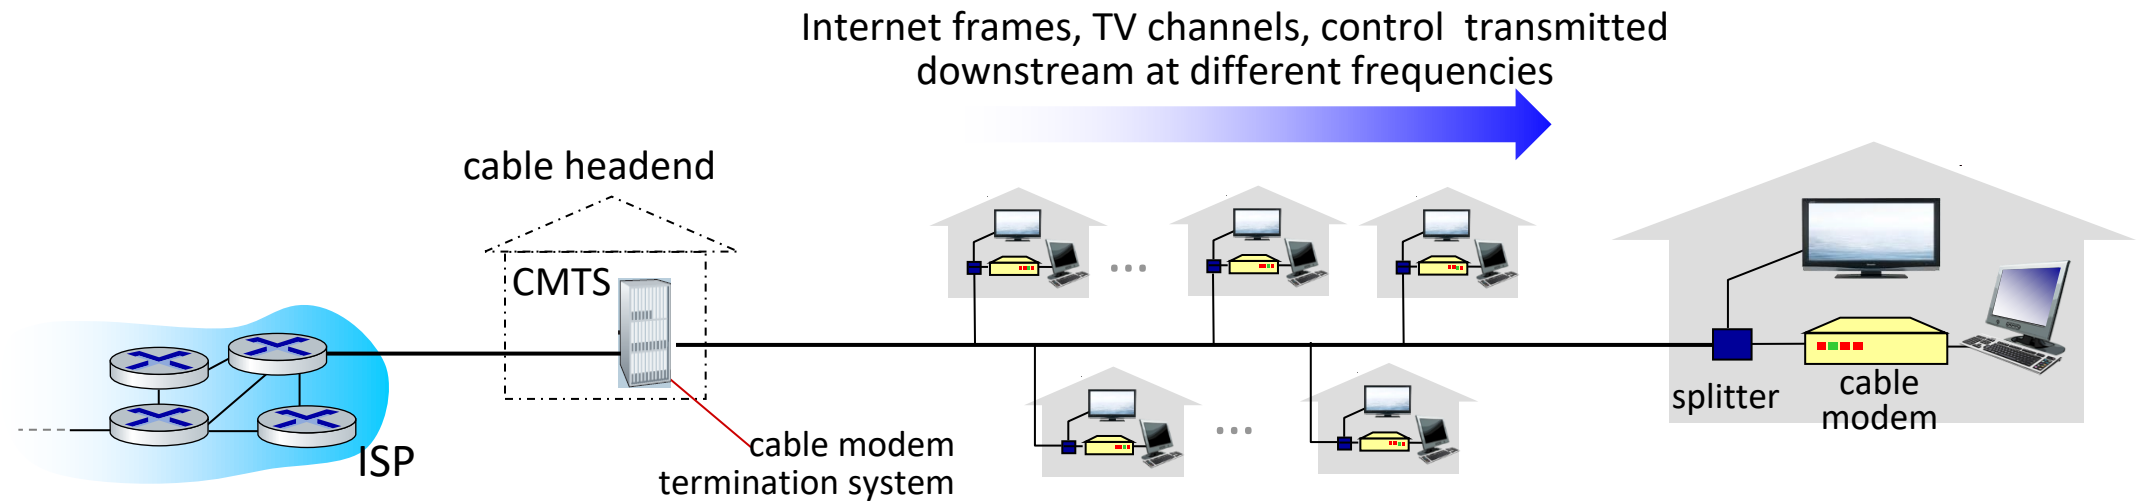 Internet frames, TV channels, control transmitted
downstream at different frequencies
cable headend
CMTS
ISP
cable modem
termination system
splitter
cable
modem